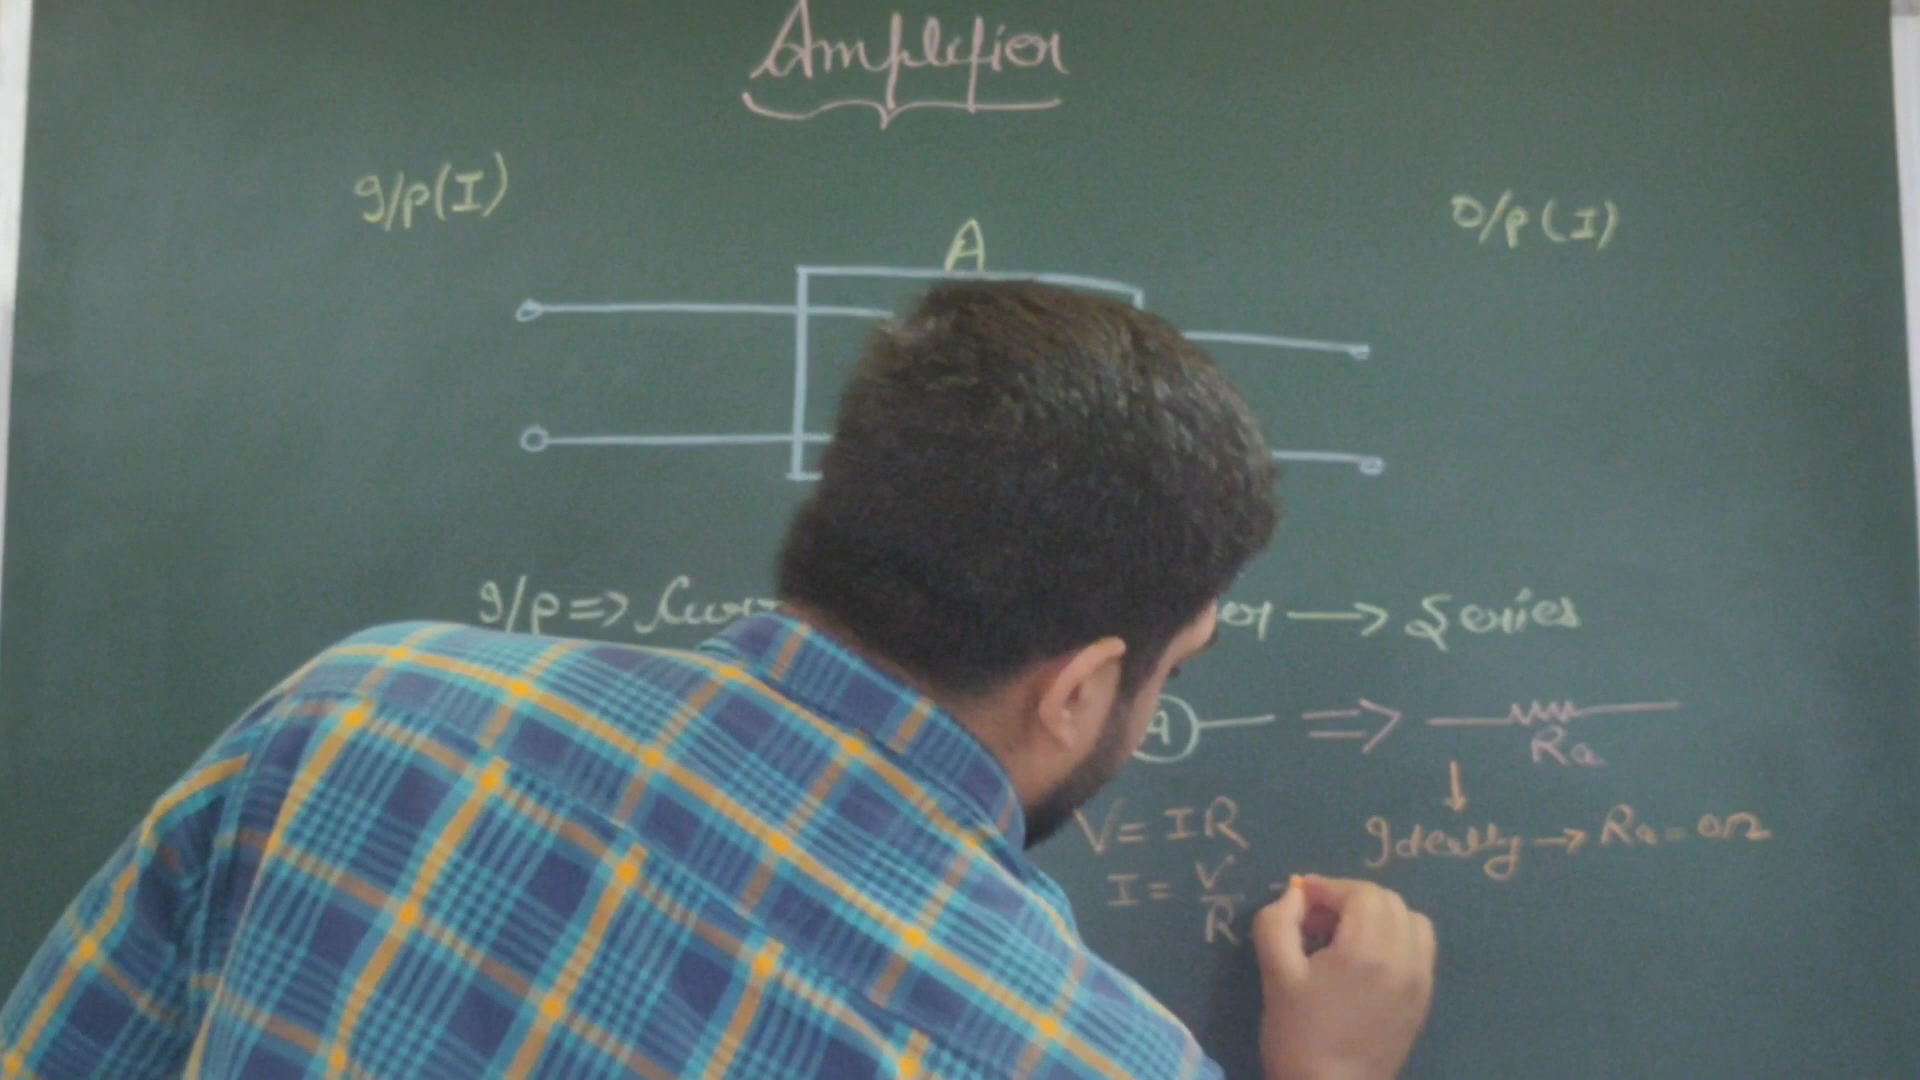 Amplifier
I/p(I)
O/p (I)
A
I/p => → Series
A => Ra
V = IR
Ideally → Ra = 0Ω
I = V/R